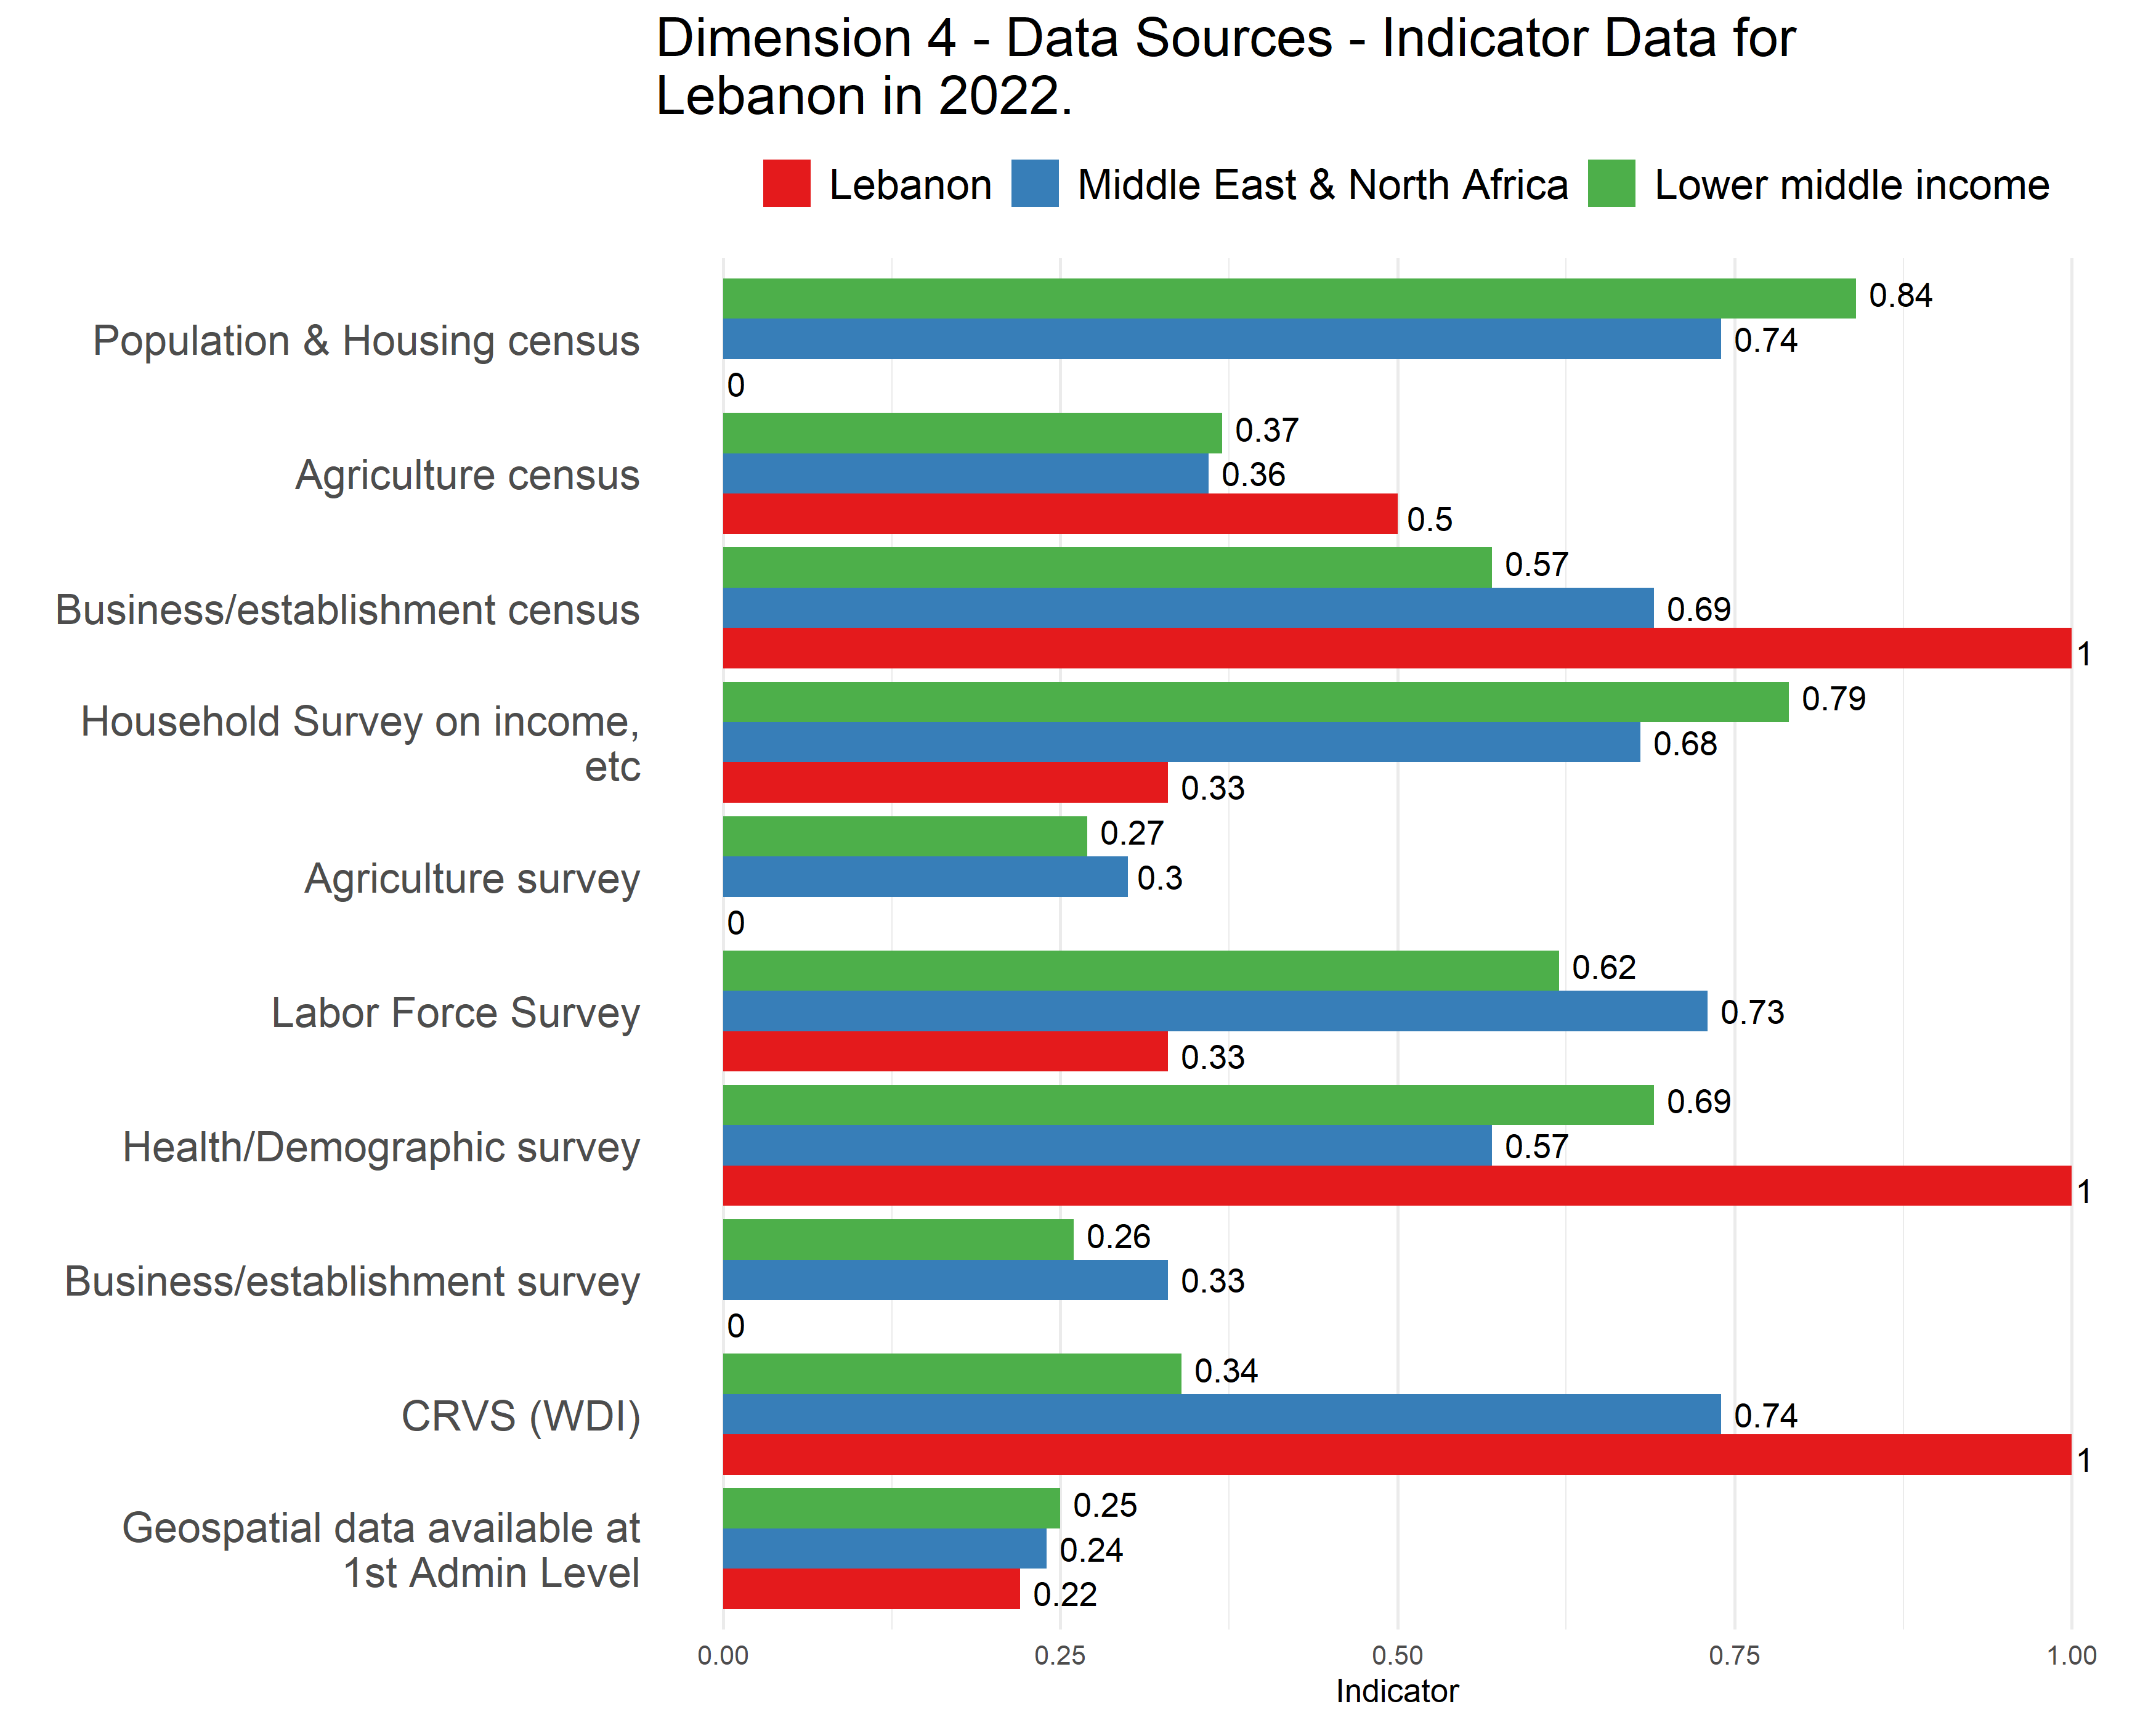 Dimension 4 - Data Sources - Indicator Data for
Lebanon in 2022.
Lebanon
Middle East & North Africa
Lower middle income
Population & Housing census
0.84
0.74
0
Agriculture census
0.37
0.36
0.5
Business/establishment census
0.57
0.69
1
Household Survey on income,
etc
0.79
0.68
0.33
Agriculture survey
0.27
0.3
0
Labor Force Survey
0.62
0.73
0.33
Health/Demographic survey
0.69
0.57
1
Business/establishment survey
0.26
0.33
0
CRVS (WDI)
0.34
0.74
1
Geospatial data available at
1st Admin Level
0.25
0.24
0.22
0.00
0.25
0.50
0.75
1.00
Indicator